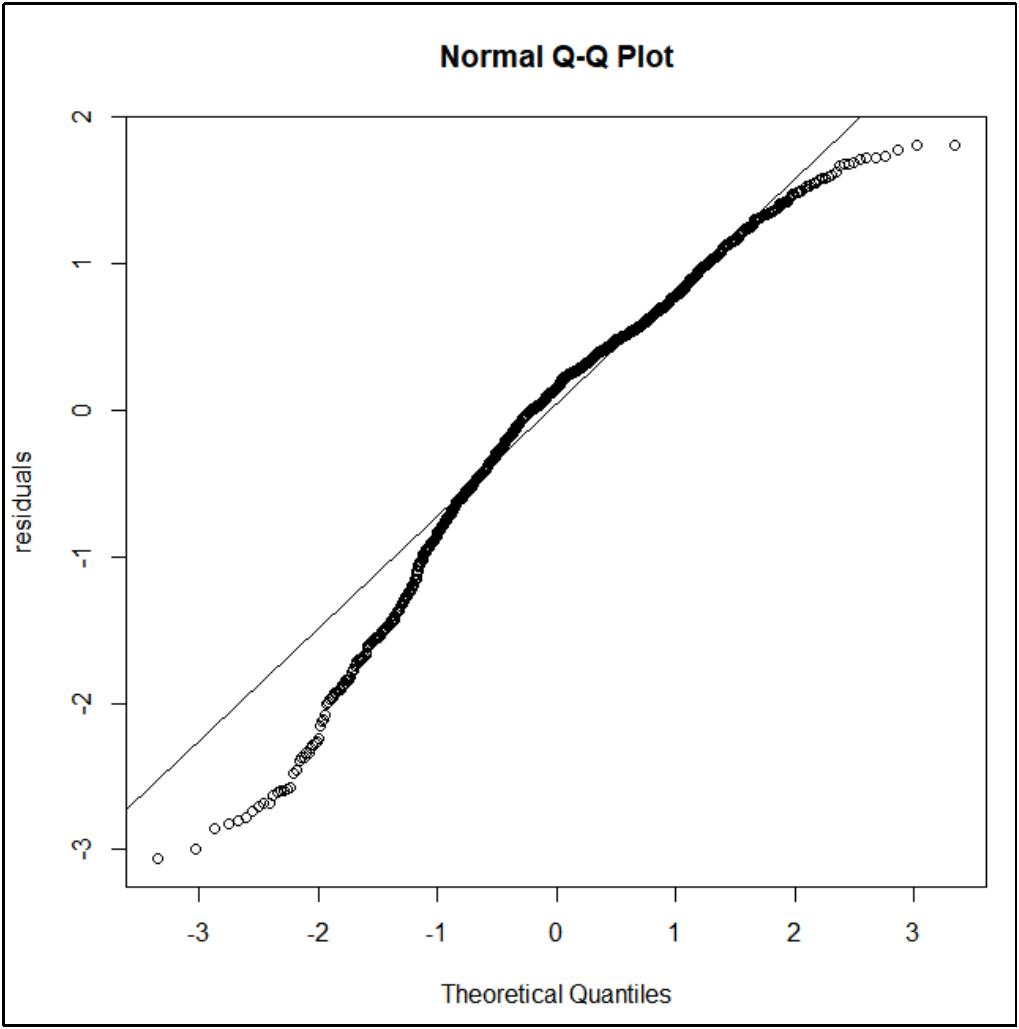 Normal Q-Q Plot
2
1
0
-1
-2
-3
residuals
-3 -2 -1 0 1 2 3
Theoretical Quantiles